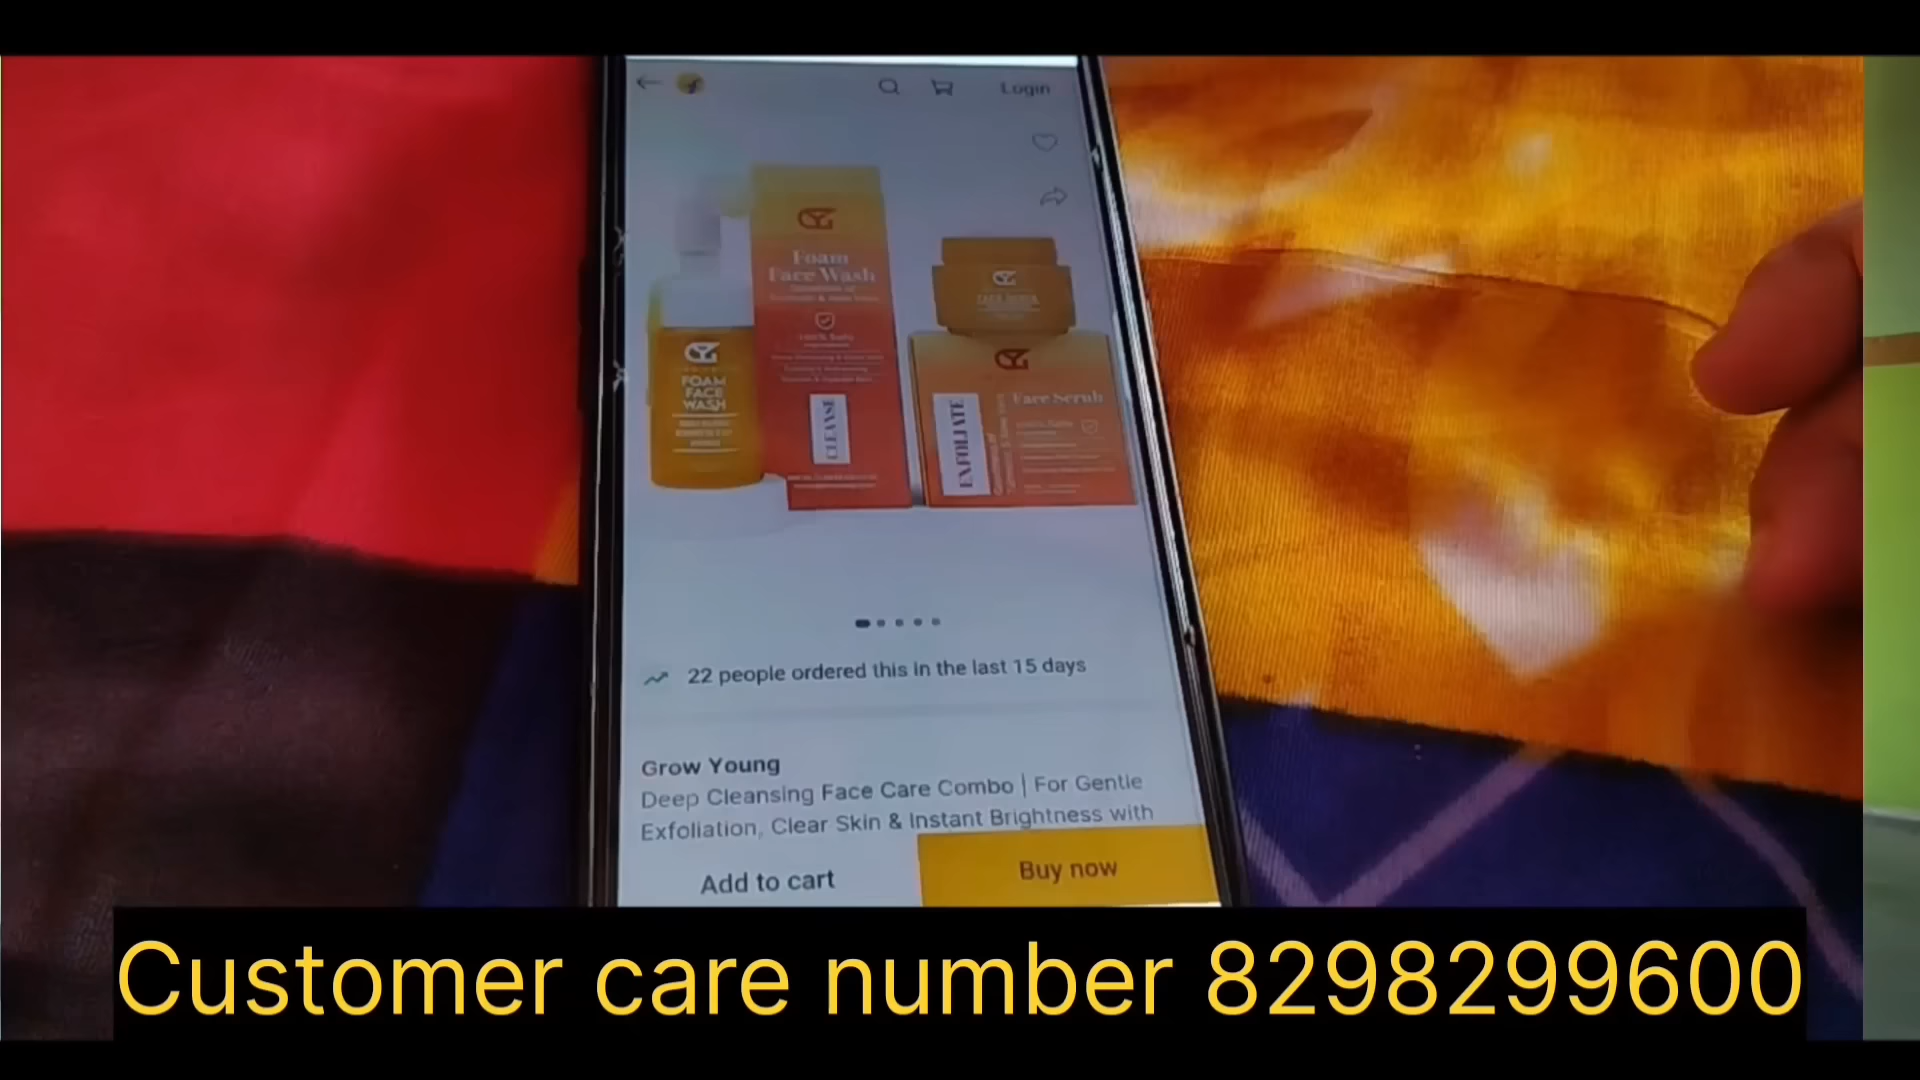 Login
Foam
Face Wash
FOAM
FACE
WASH
CLEANSE
EXFOLIATE
Face Scrub
22 people ordered this in the last 15 days
Grow Young
Deep Cleansing Face Care Combo | For Gentle
Exfoliation, Clear Skin & Instant Brightness with
Add to cart
Buy now
Customer care number 8298299600